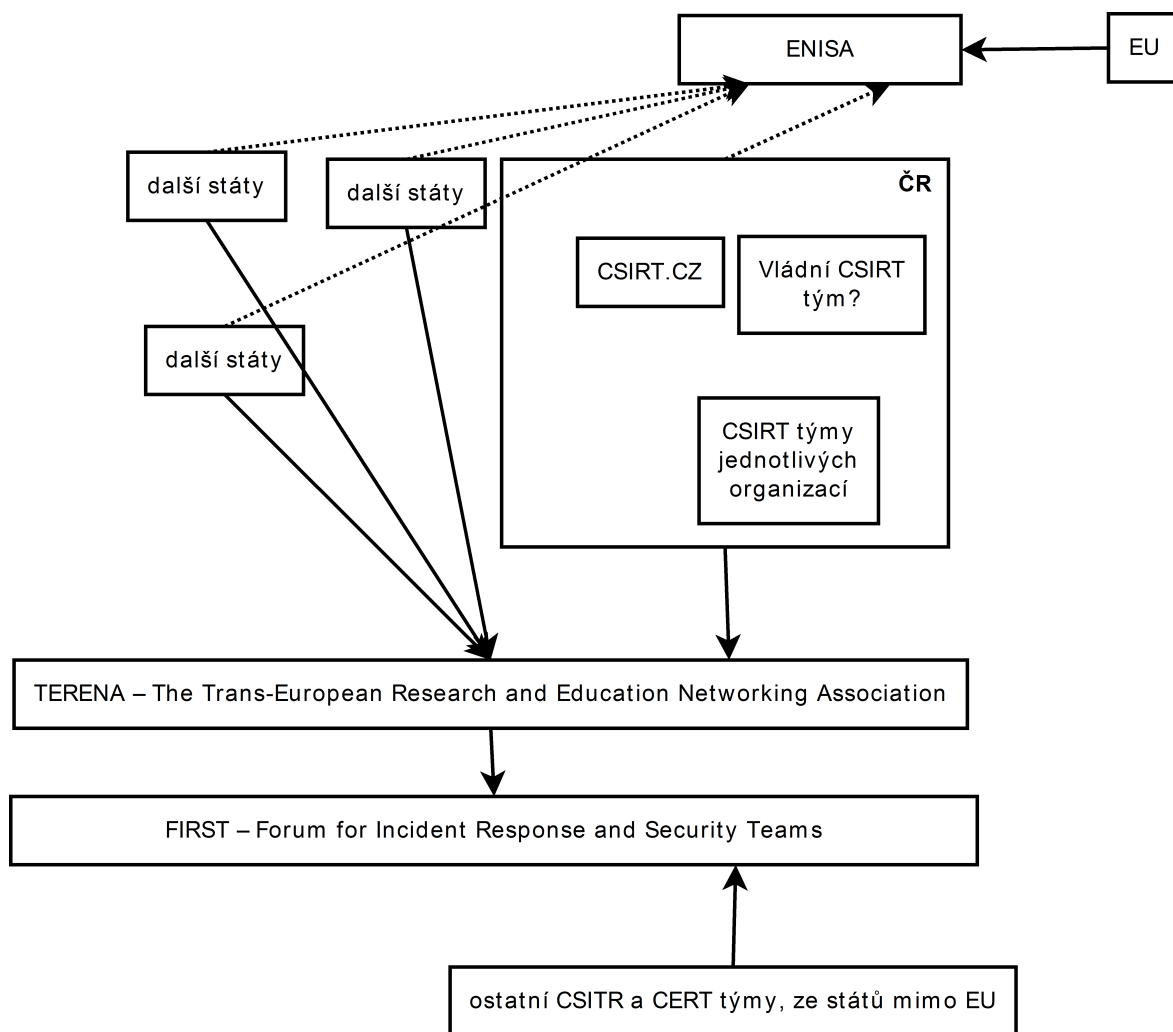 ENISA
EU
další státy
další státy
ČR
CSIRT.CZ
Vládní CSIRT
tým?
další státy
CSIRT týmy
jednotlivých
organizací
TERENA – The Trans-European Research and Education Networking Association
FIRST – Forum for Incident Response and Security Teams
ostatní CSITR a CERT týmy, ze států mimo EU